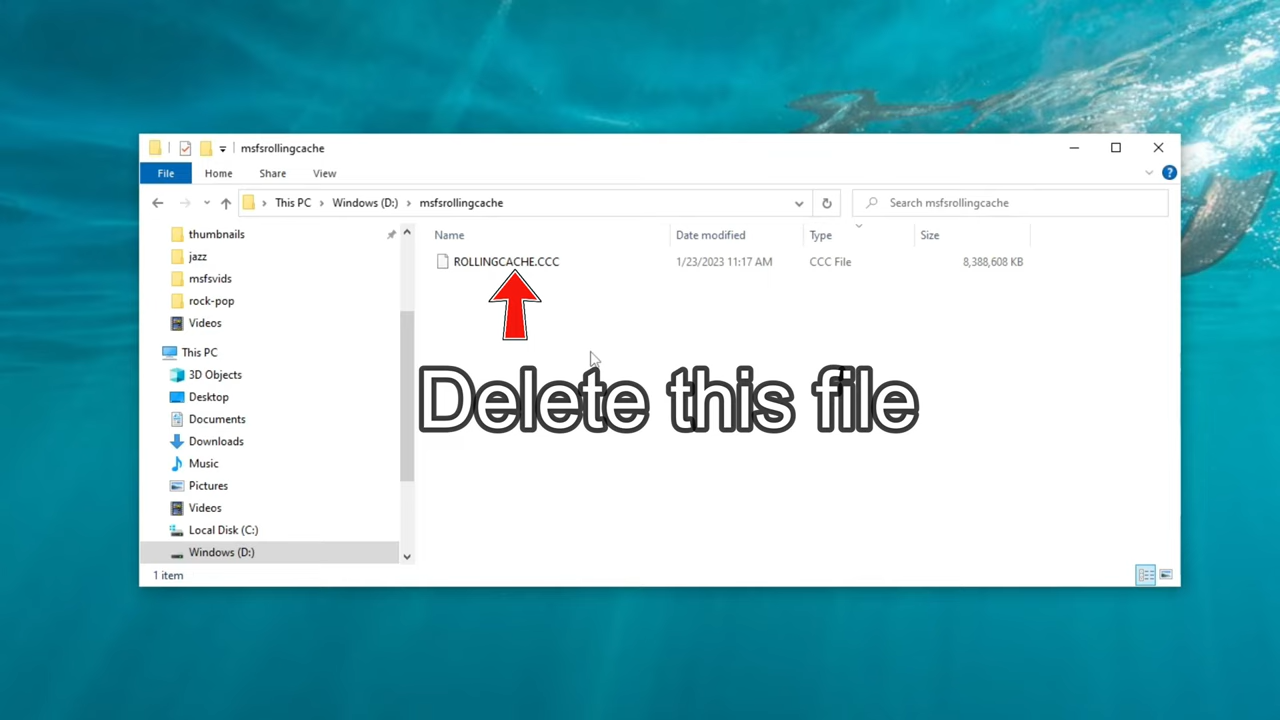 msfsrollingcache
File Home Share View
This PC Windows (D:) msfsrollingcache Search msfsrollingcache
thumbnails
jazz
msfsvids
rock-pop
Videos
This PC
3D Objects
Desktop
Documents
Downloads
Music
Pictures
Videos
Local Disk (C:)
Windows (D:)
Name Date modified Type Size
ROLLINGCACHE.CCC 1/23/2023 11:17 AM CCC File 8,388,608 KB
Delete this file
1 item